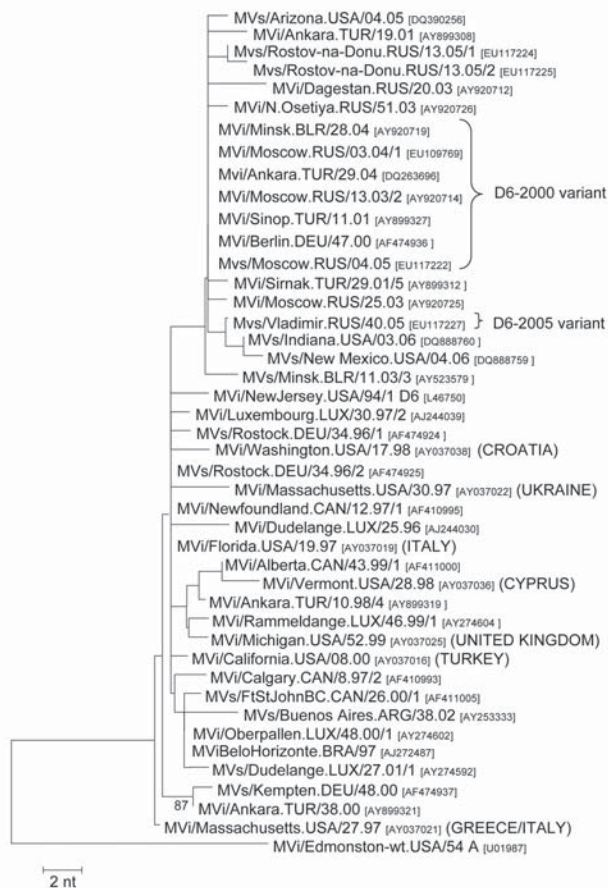 MVs/Arizona.USA/04.05 [DQ390256]
MVi/Ankara.TUR/19.01 [AY899308]
Mvs/Rostov-na-Donu.RUS/13.05/1 [EU117224]
Mvs/Rostov-na-Donu.RUS/13.05/2 [EU117225]
MVi/Dagestan.RUS/20.03 [AY920712]
MVi/N.Osetiya.RUS/51.03 [AY920726]
MVi/Minsk.BLR/28.04 [AY920719]
MVi/Moscow.RUS/03.04/1 [EU109769]
Mvi/Ankara.TUR/29.04 [DQ263696]
MVi/Moscow.RUS/13.03/2 [AY920714]
D6-2000 variant
MVi/Sinop.TUR/11.01 [AY899327]
MVi/Berlin.DEU/47.00 [AF474936 ]
Mvs/Moscow.RUS/04.05 [EU117222]
MVi/Sirnak.TUR/29.01/5 [AY899312 ]
MVi/Moscow.RUS/25.03 [AY920725]
Mvs/Vladimir.RUS/40.05 [EU117227] D6-2005 variant
MVs/Indiana.USA/03.06 [DQ888760 ]
MVs/New Mexico.USA/04.06 [DQ888759 ]
MVs/Minsk.BLR/11.03/3 [AY523579 ]
MVi/NewJersey.USA/94/1 D6 [L46750]
MVi/Luxembourg.LUX/30.97/2 [AJ244039]
MVs/Rostock.DEU/34.96/1 [AF474924 ]
MVi/Washington.USA/17.98 [AY037038] (CROATIA)
MVs/Rostock.DEU/34.96/2 [AF474925]
MVi/Massachusetts.USA/30.97 [AY037022] (UKRAINE)
MVi/Newfoundland.CAN/12.97/1 [AF410995]
MVi/Dudelange.LUX/25.96 [AJ244030]
MVi/Florida.USA/19.97 [AY037019] (ITALY)
MVi/Alberta.CAN/43.99/1 [AF411000]
MVi/Vermont.USA/28.98 [AY037036] (CYPRUS)
MVi/Ankara.TUR/10.98/4 [AY899319 ]
MVi/Rammeldange.LUX/46.99/1 [AY274604 ]
MVi/Michigan.USA/52.99 [AY037025] (UNITED KINGDOM)
MVi/California.USA/08.00 [AY037016] (TURKEY)
MVi/Calgary.CAN/8.97/2 [AF410993]
MVs/FtStJohnBC.CAN/26.00/1 [AF411005]
MVs/Buenos Aires.ARG/38.02 [AY253333]
MVi/Oberpallen.LUX/48.00/1 [AY274602]
MViBeloHorizonte.BRA/97 [AJ272487]
MVs/Dudelange.LUX/27.01/1 [AY274592]
MVs/Kempten.DEU/48.00 [AF474937]
87
MVi/Ankara.TUR/38.00 [AY899321]
MVi/Massachusetts.USA/27.97 [AY037021] (GREECE/ITALY)
MVi/Edmonston-wt.USA/54 A [U01987]
2 nt